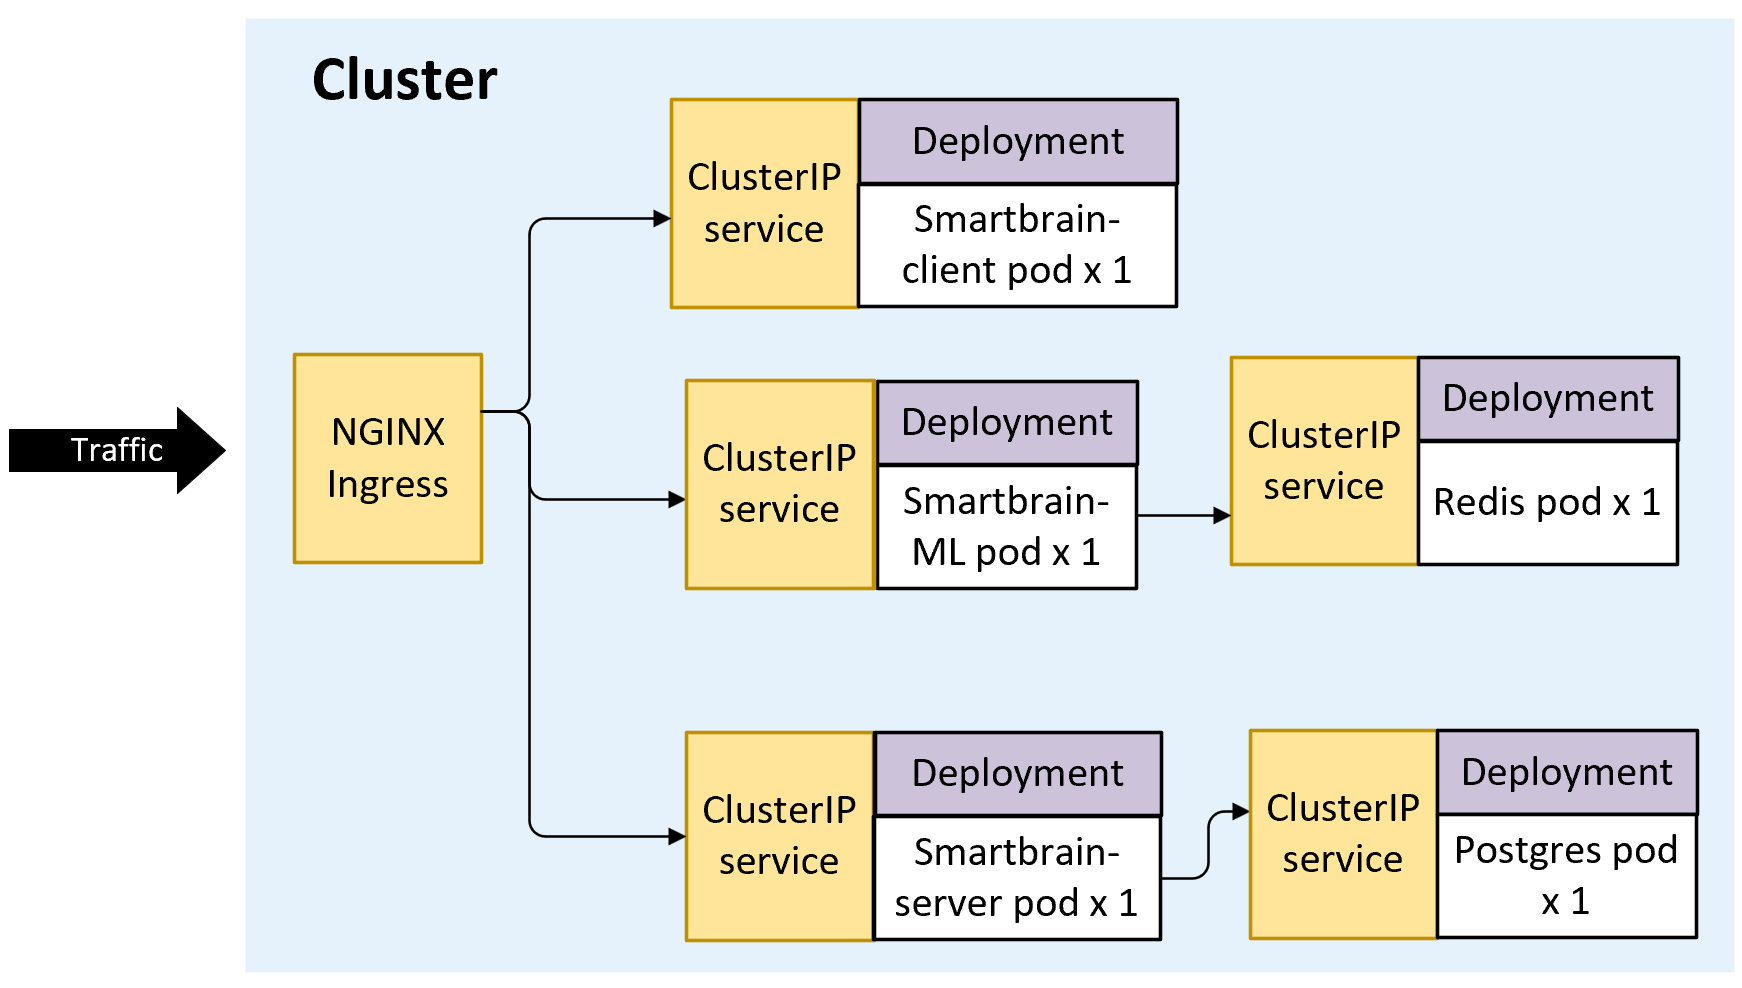 Cluster
Traffic
NGINX
Ingress
ClusterIP
service
Deployment
Smartbrain-
client pod x 1
ClusterIP
service
Deployment
Smartbrain-
ML pod x 1
ClusterIP
service
Deployment
Redis pod x 1
ClusterIP
service
Deployment
Smartbrain-
server pod x 1
ClusterIP
service
Deployment
Postgres pod
x 1